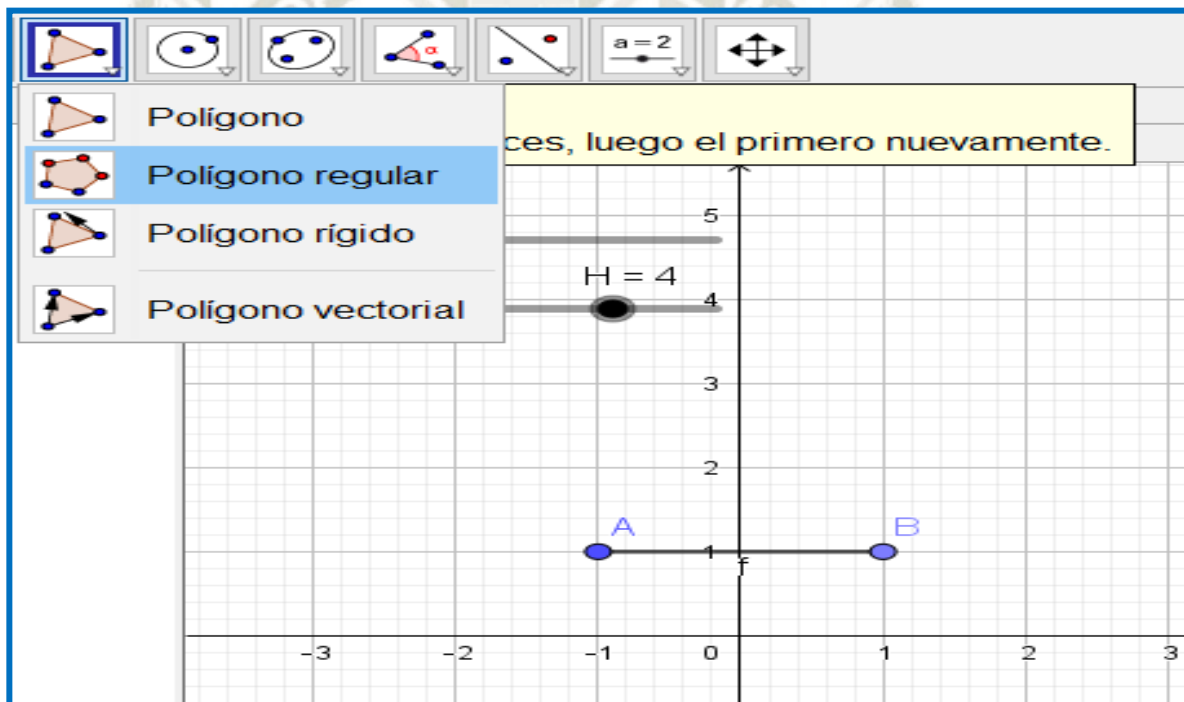 α
a = 2
Polígono
ces, luego el primero nuevamente.
Polígono regular
Polígono rígido
Polígono vectorial
5
H = 4
4
3
2
A
B
1
f
-3 -2 -1 0 1 2 3